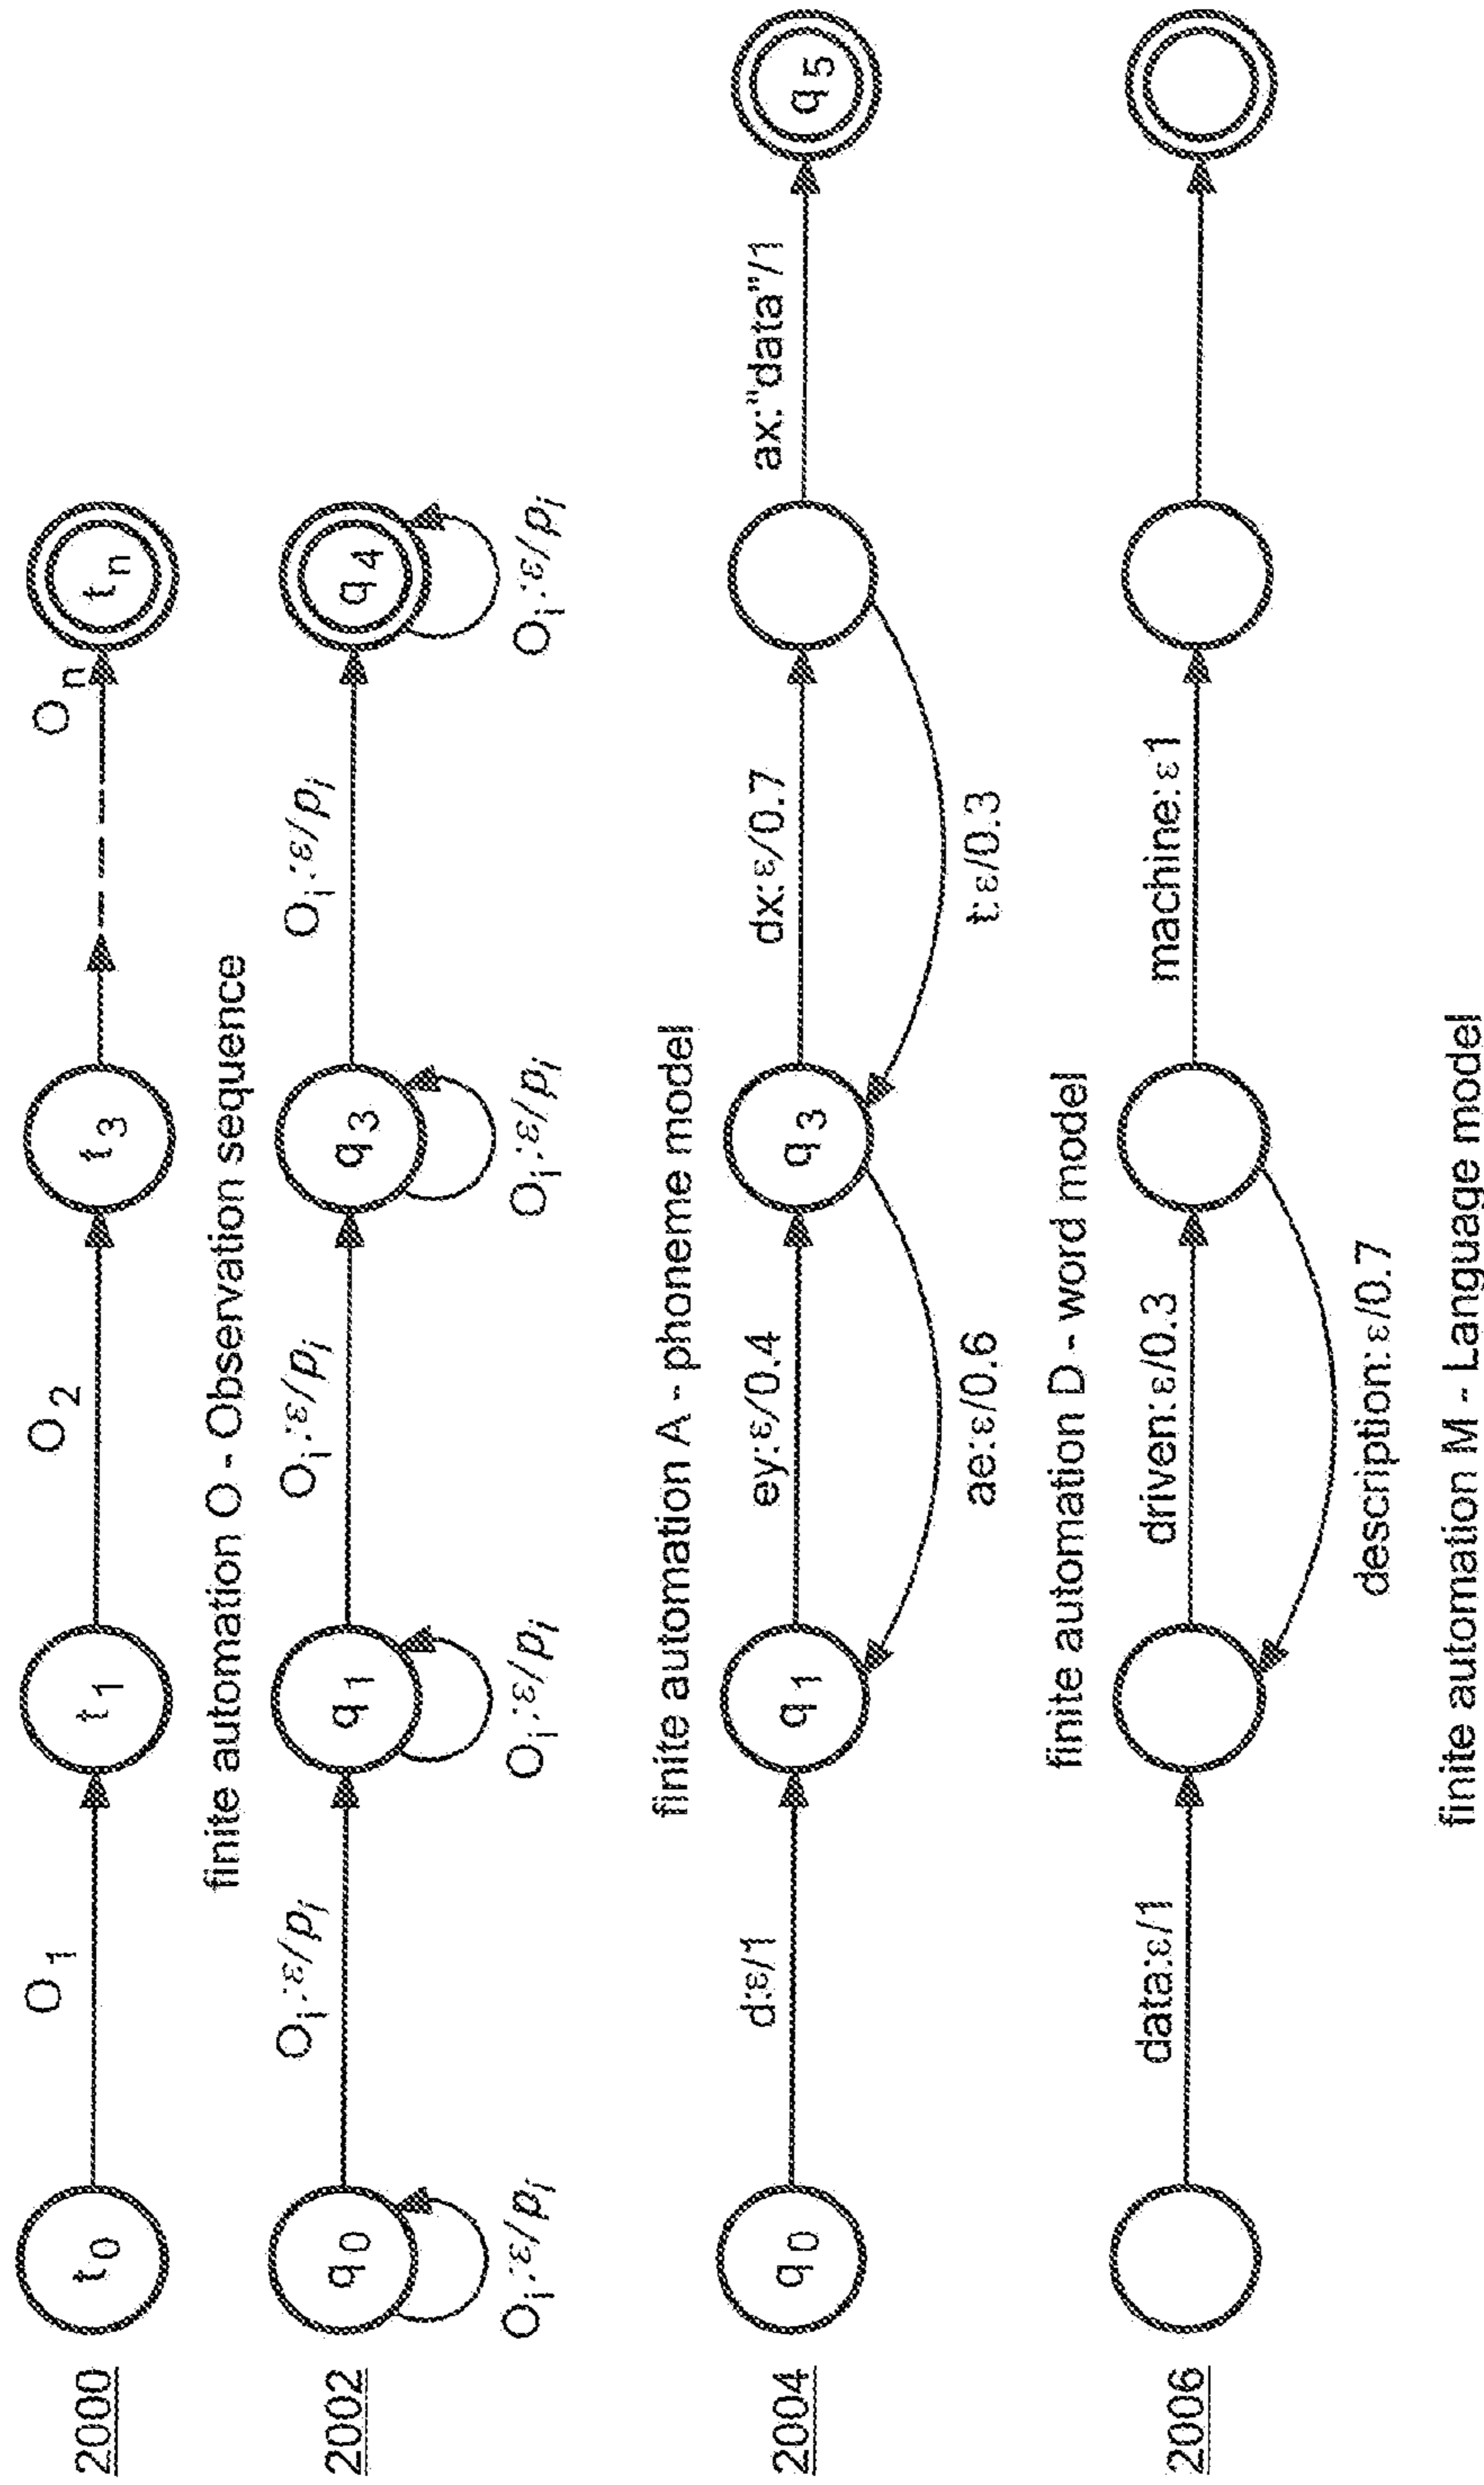 O1 O2 On
2000 t0 t1 t3 tn
finite automation O - Observation sequence
Oi:ε/pi Oi:ε/pi Oi:ε/pi
2002 q0 q1 q3 q4
Oi:ε/pi Oi:ε/pi Oi:ε/pi Oi:ε/pi
finite automation A - phoneme model
d:ε/1 ey:ε/0.4 dx:ε/0.7 ax:"data"/1
2004 q0 q1 q3 q5
ae:ε/0.6 t:ε/0.3
finite automation D - word model
data:ε/1 driven:ε/0.3 machine:ε1
2006
description:ε/0.7
finite automation M - Language model